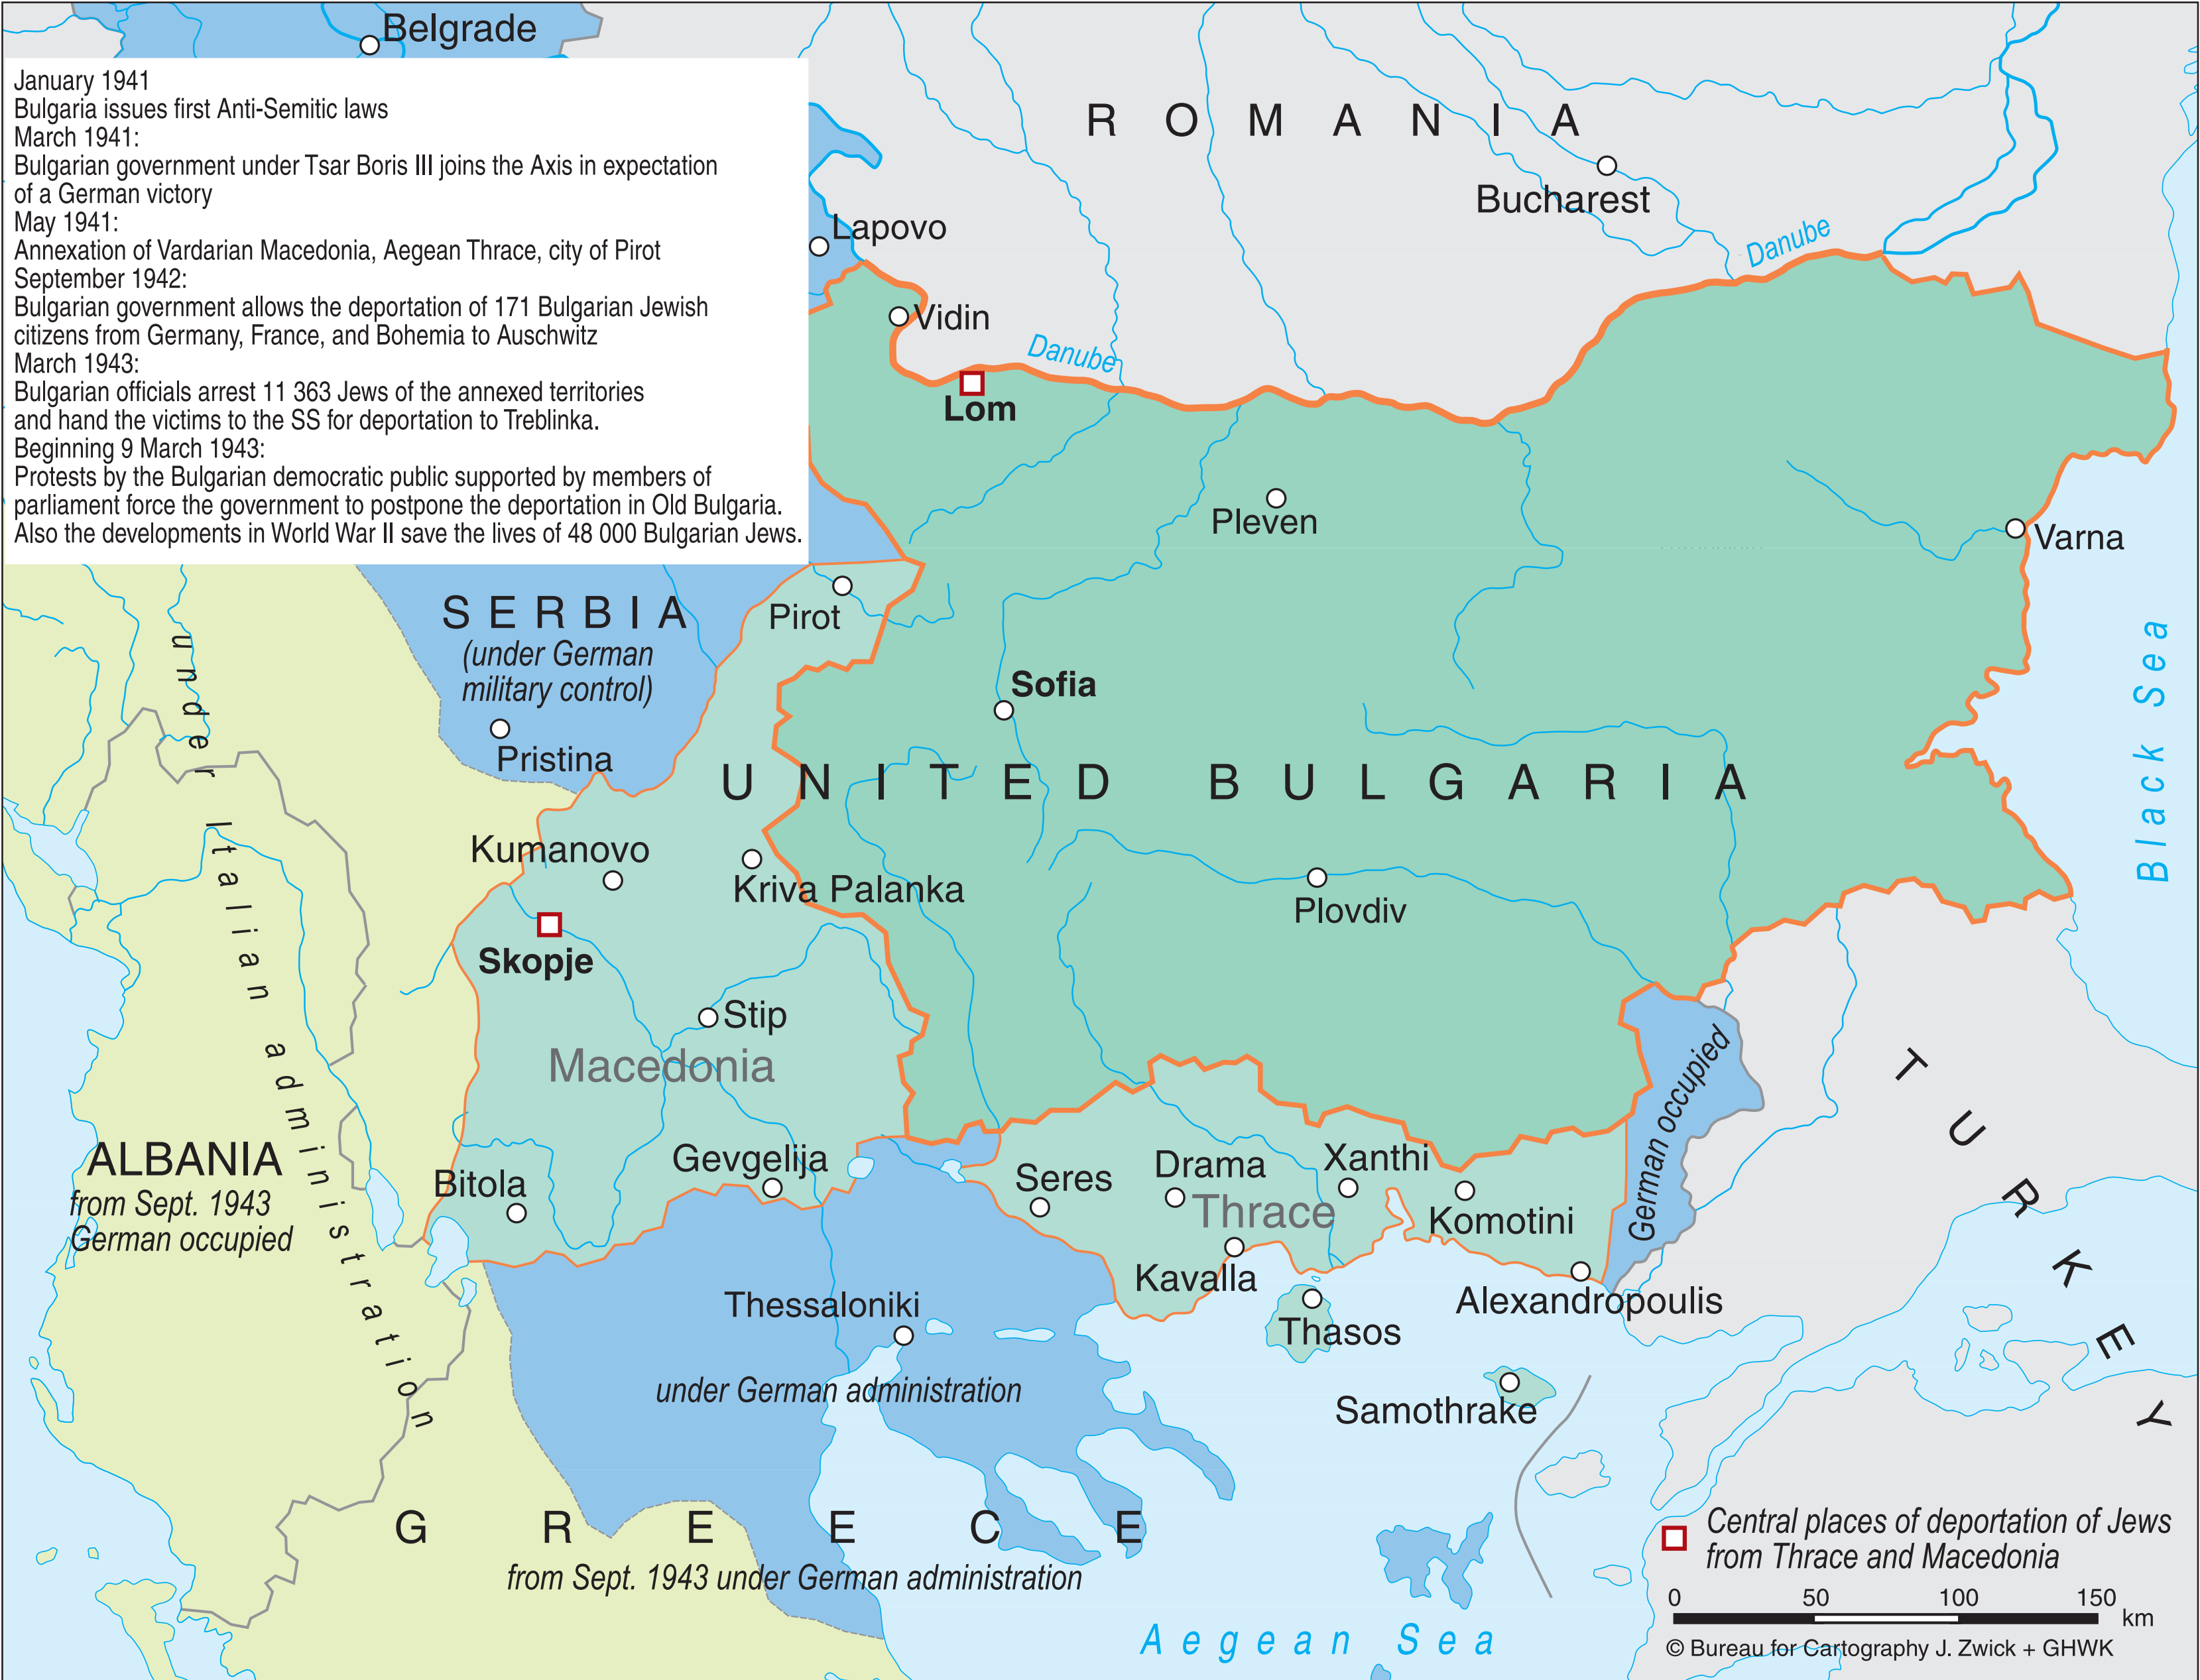 Belgrade
January 1941
Bulgaria issues first Anti-Semitic laws
March 1941:
Bulgarian government under Tsar Boris III joins the Axis in expectation
of a German victory
May 1941:
Annexation of Vardarian Macedonia, Aegean Thrace, city of Pirot
September 1942:
Bulgarian government allows the deportation of 171 Bulgarian Jewish
citizens from Germany, France, and Bohemia to Auschwitz
March 1943:
Bulgarian officials arrest 11 363 Jews of the annexed territories
and hand the victims to the SS for deportation to Treblinka.
Beginning 9 March 1943:
Protests by the Bulgarian democratic public supported by members of
parliament force the government to postpone the deportation in Old Bulgaria.
Also the developments in World War II save the lives of 48 000 Bulgarian Jews.
ROMANIA
Bucharest
Danube
Lapovo
Vidin
Danube
Lom
Pleven
Varna
Black Sea
SERBIA
(under German
military control)
Pirot
Pristina
Sofia
UNITED BULGARIA
Kumanovo
Kriva Palanka
Plovdiv
Skopje
Stip
Macedonia
under Italian administration
ALBANIA
from Sept. 1943
German occupied
Bitola
Gevgelija
Seres
Drama
Xanthi
Thrace
Komotini
German occupied
TURKEY
Kavalla
Alexandropoulis
Thasos
Samothrake
Thessaloniki
under German administration
GREECE
from Sept. 1943 under German administration
Aegean Sea
Central places of deportation of Jews
from Thrace and Macedonia
0 50 100 150
km
© Bureau for Cartography J. Zwick + GHWK